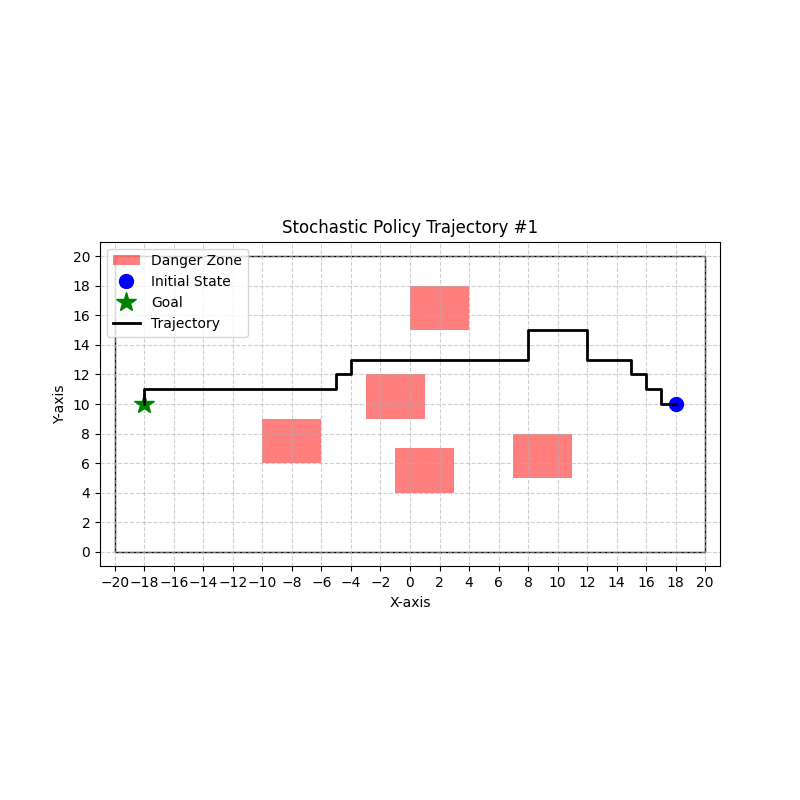 Stochastic Policy Trajectory #1
Danger Zone
Initial State
Goal
Trajectory
Y-axis
20
18
16
14
12
10
8
6
4
2
0
−20 −18 −16 −14 −12 −10 −8 −6 −4 −2 0 2 4 6 8 10 12 14 16 18 20
X-axis